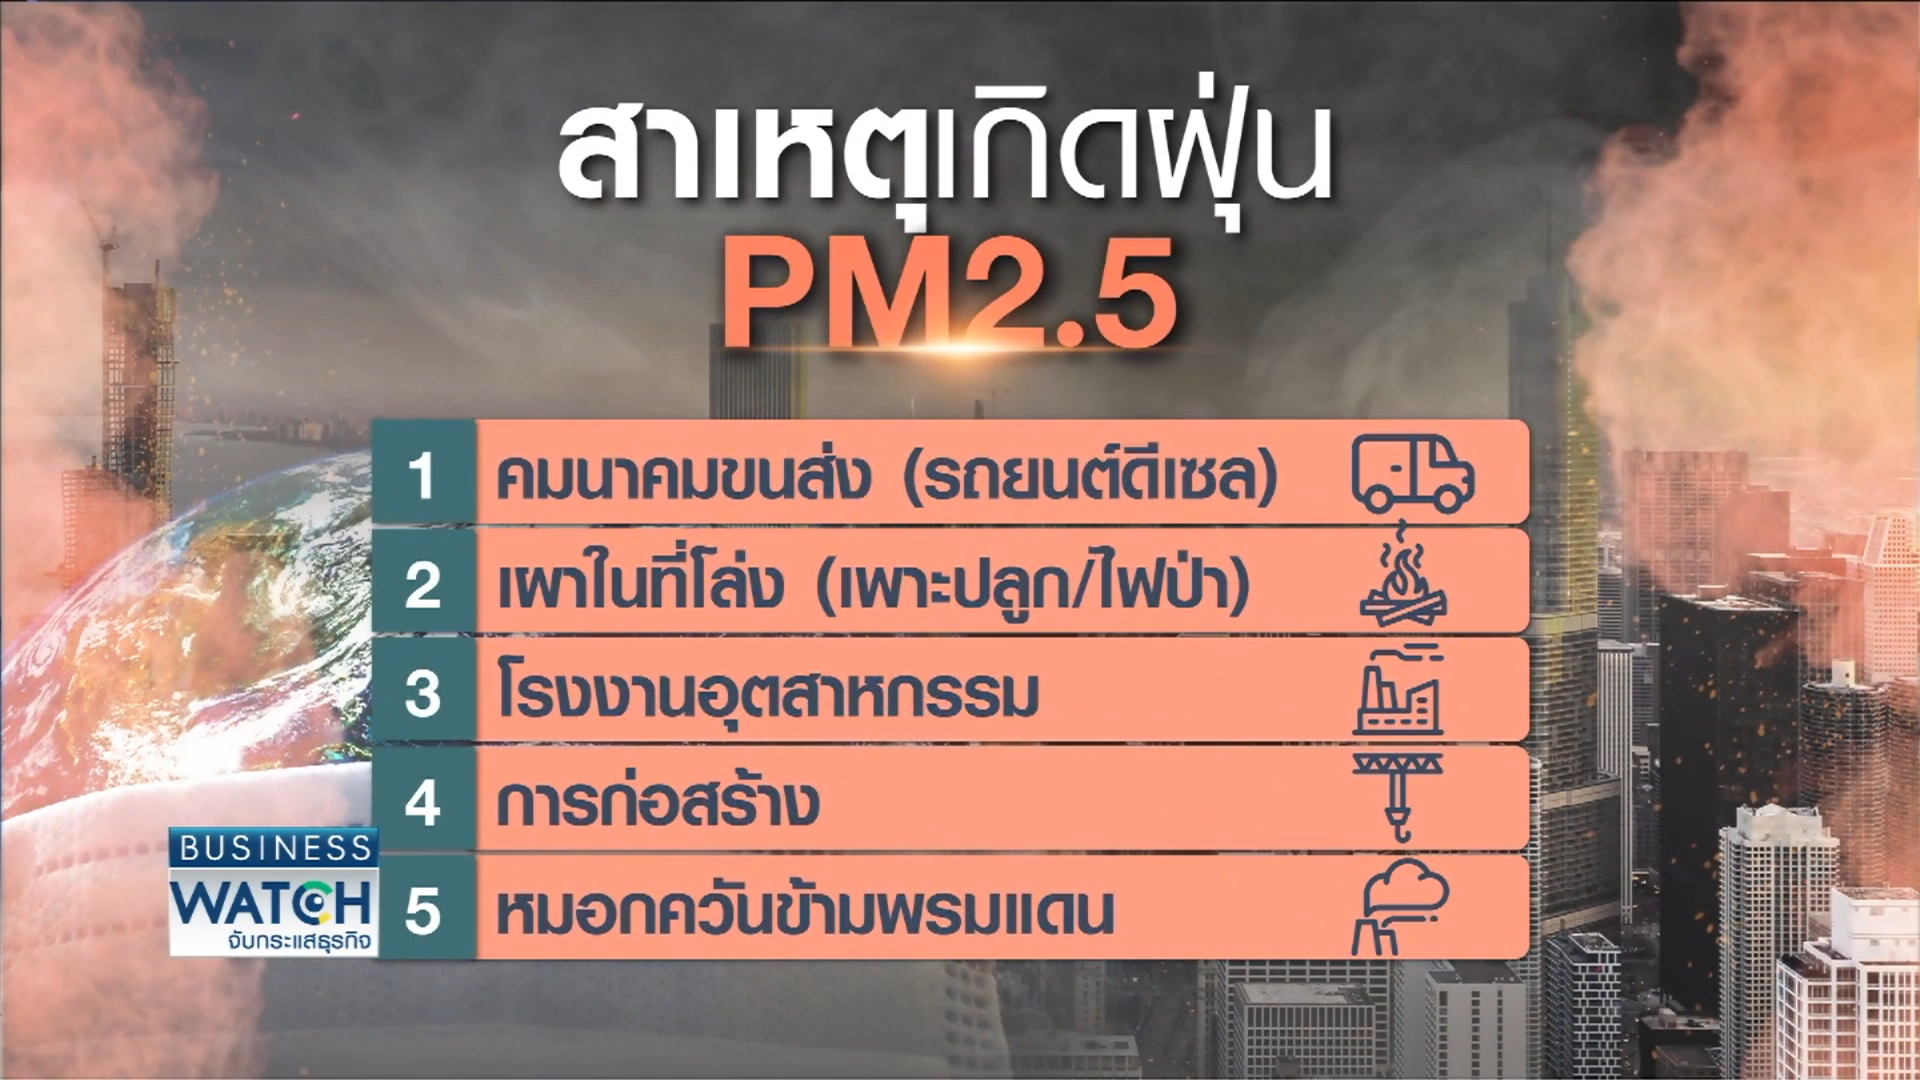 สาเหตุเกิดฝุ่น
PM2.5
1 คมนาคมขนส่ง (รถยนต์ดีเซล)
2 เผาในที่โล่ง (เพาะปลูก/ไฟป่า)
3 โรงงานอุตสาหกรรม
4 การก่อสร้าง
5 หมอกควันข้ามพรมแดน
BUSINESS
WATCH
จับกระแสธุรกิจ